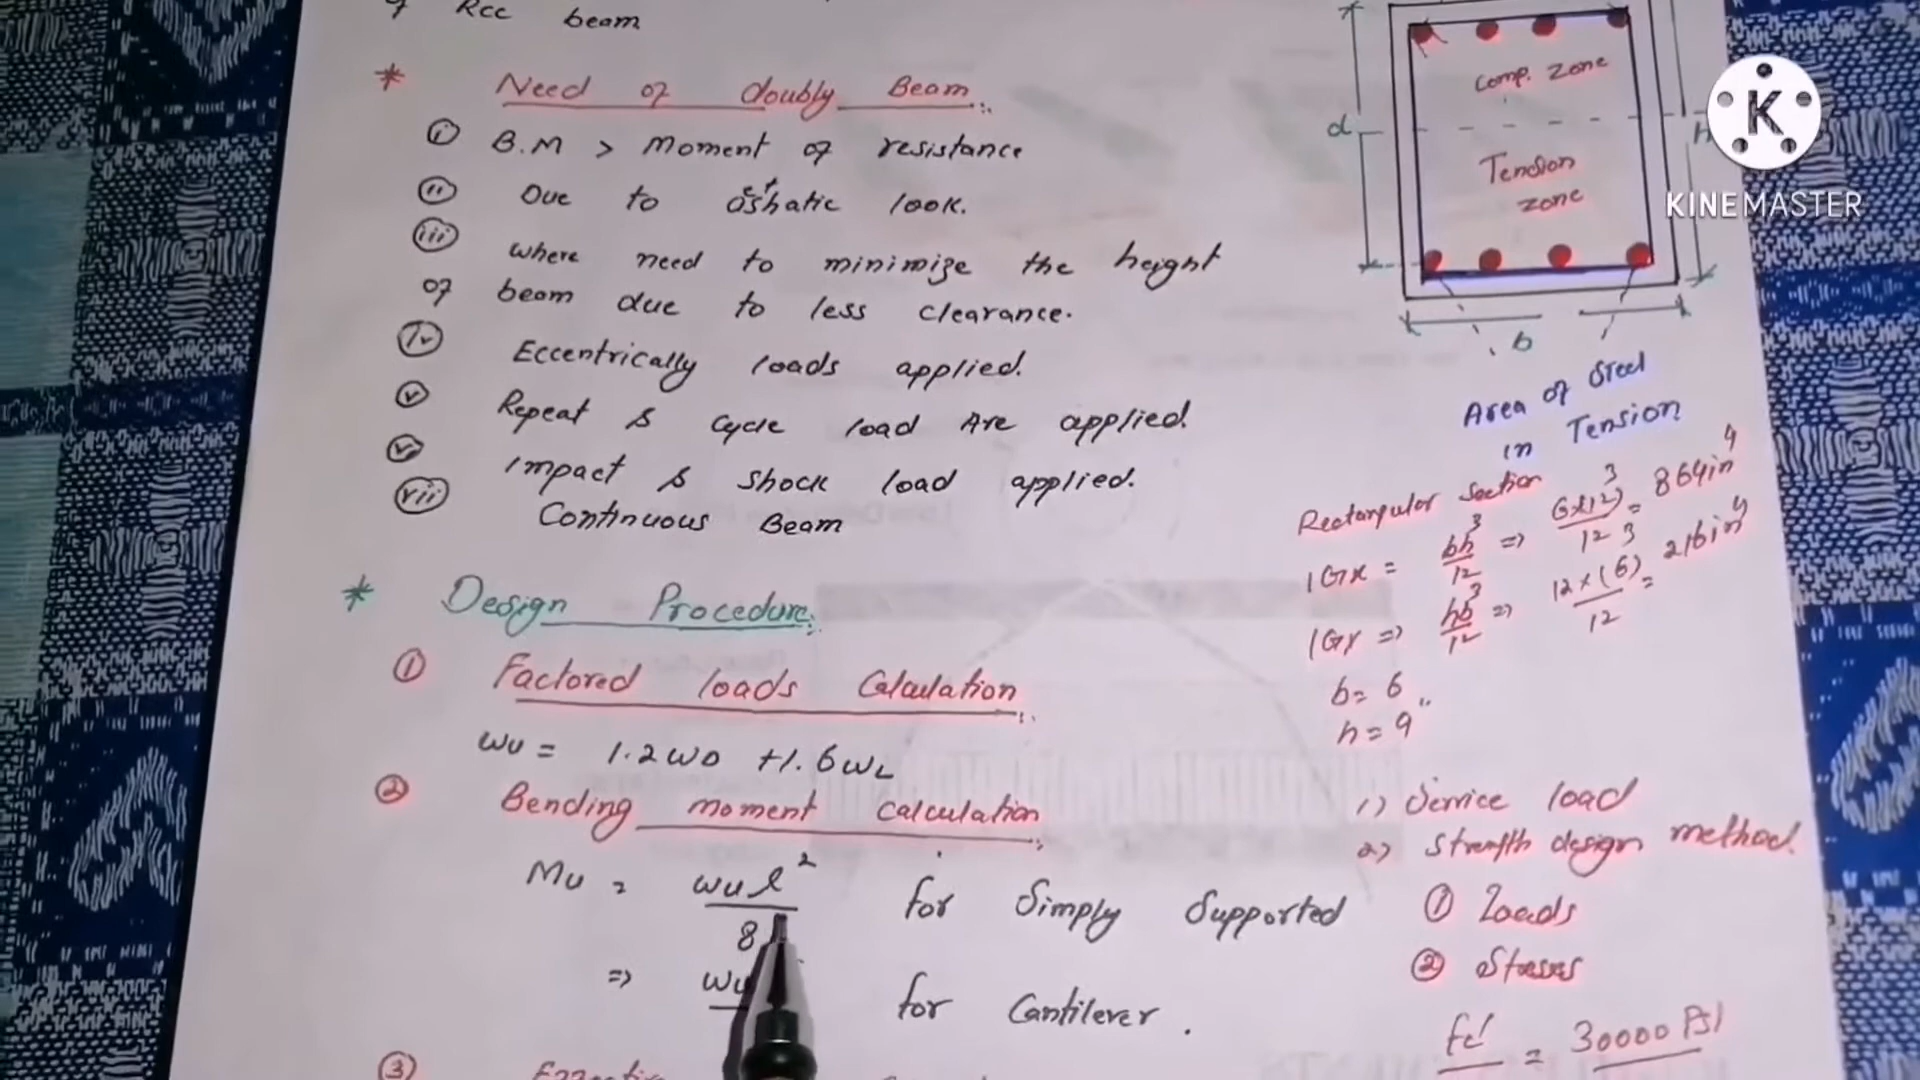 Rcc beam
* Need of doubly Beam
(i) B.M > Moment of resistance
(ii) Due to asthatic look.
(iii) where need to minimize the height
of beam due to less clearance.
(iv) Eccentrically loads applied.
(v) Repeat & Cycle load Are applied.
(v) Impact & Shock load applied.
(vii) Continuous Beam
* Design Procedure:
① Factored loads Calculation
wu = 1.2wD + 1.6wL
② Bending moment calculation
Mu = wul²/8 for Simply Supported
=> wu for Cantilever.
③
Comp. Zone
d
H
Tension
zone
b
Area of Steel
in Tension
Rectangular Section
IGx = bh³/12 => 6x(12)³/12 = 864in⁴
IGy => hb³/12 => 12x(6)³/12 = 216in⁴
b= 6"
h= 9
1) Service load
2) Strength design method.
① Loads
② Stresses
fc' = 30000 PSI
K
KINEMASTER